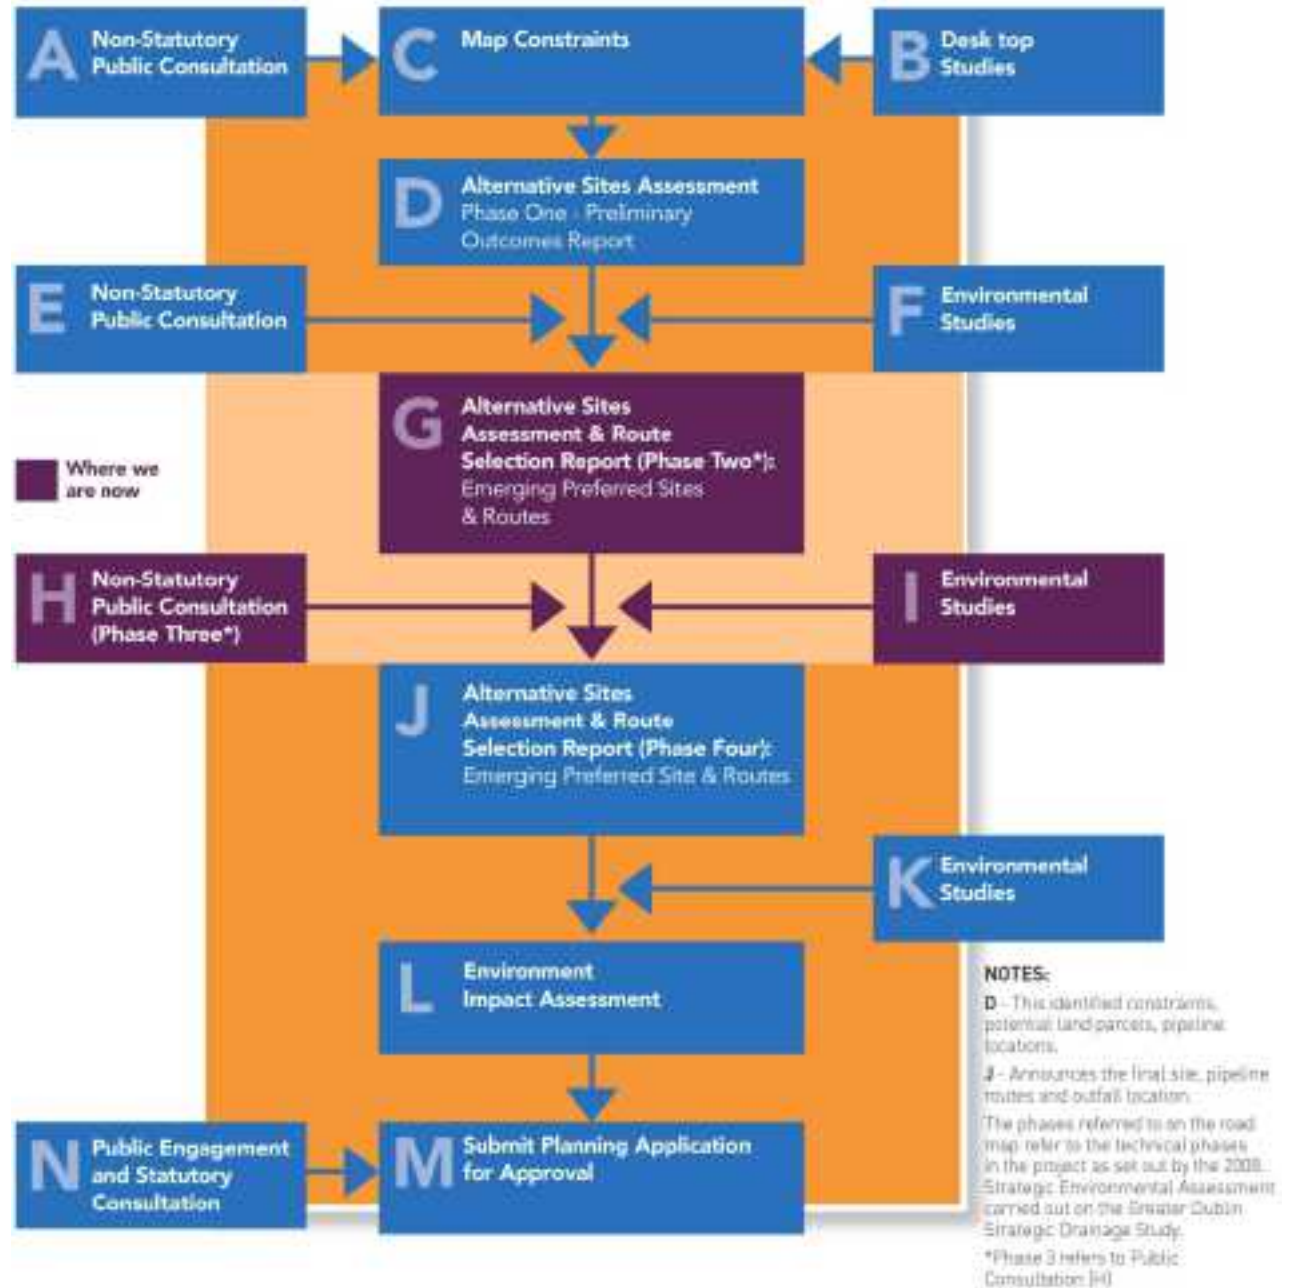 A Non-Statutory
Public Consultation
C Map Constraints
B Desk top
Studies
D Alternative Sites Assessment
Phase One - Preliminary
Outcomes Report
E Non-Statutory
Public Consultation
F Environmental
Studies
G Alternative Sites
Assessment & Route
Selection Report (Phase Two*):
Emerging Preferred Sites
& Routes
Where we
are now
H Non-Statutory
Public Consultation
(Phase Three*)
I Environmental
Studies
J Alternative Sites
Assessment & Route
Selection Report (Phase Four):
Emerging Preferred Site & Routes
K Environmental
Studies
L Environment
Impact Assessment
N Public Engagement
and Statutory
Consultation
M Submit Planning Application
for Approval
NOTES:
D - This identified constraints,
potential land parcels, pipeline
locations.
J - Announces the final site, pipeline
routes and outfall location.
The phases referred to on the road
map refer to the technical phases
in the project as set out by the 2008
Strategic Environmental Assessment
carried out on the Greater Dublin
Strategic Drainage Study.
*Phase 3 refers to Public
Consultation (H)